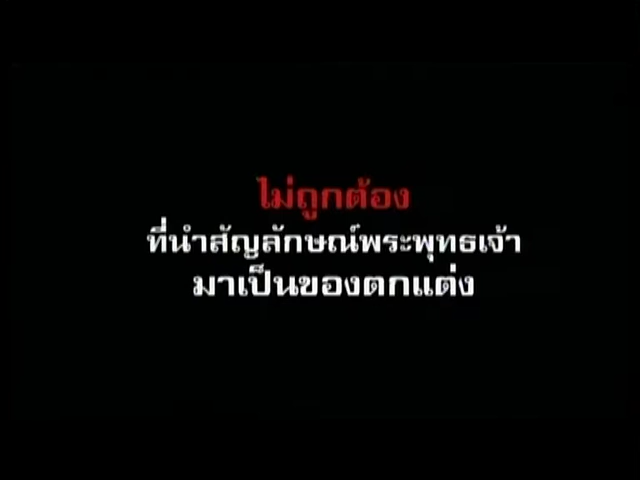 ไม่ถูกต้อง
ที่นำสัญลักษณ์พระพุทธเจ้า
มาเป็นของตกแต่ง